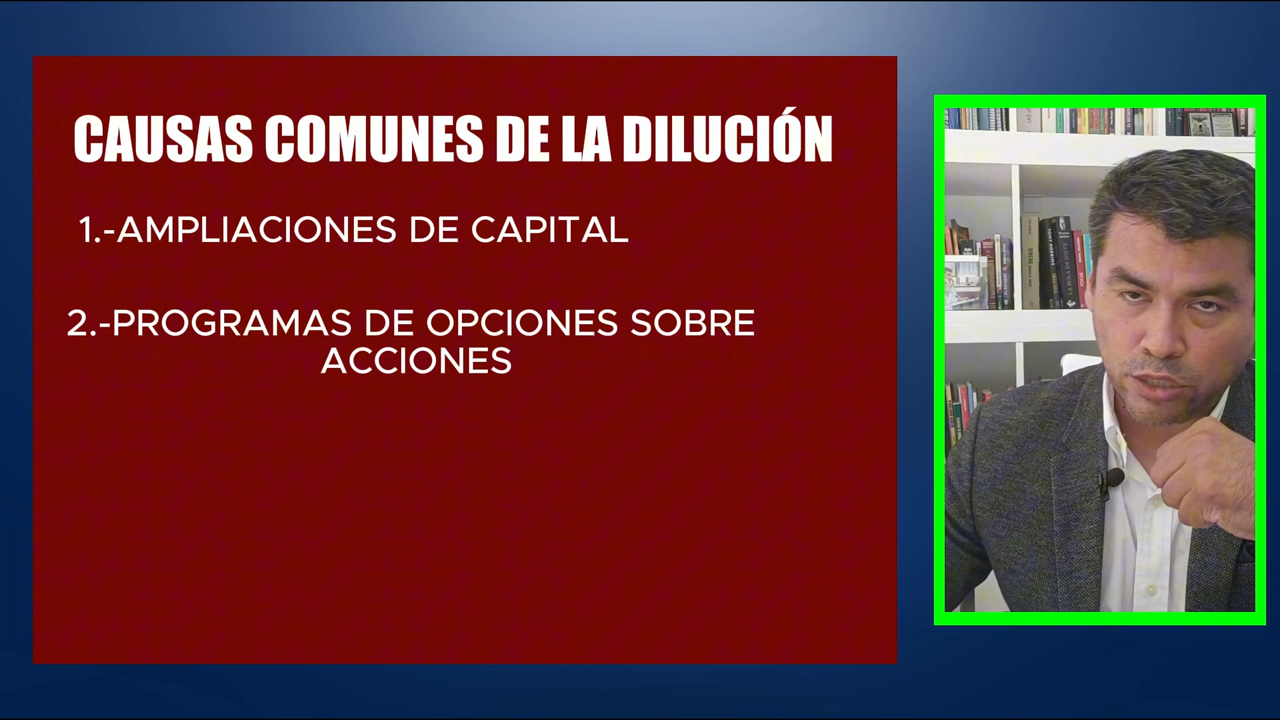 CAUSAS COMUNES DE LA DILUCIÓN
1.-AMPLIACIONES DE CAPITAL
2.-PROGRAMAS DE OPCIONES SOBRE
ACCIONES